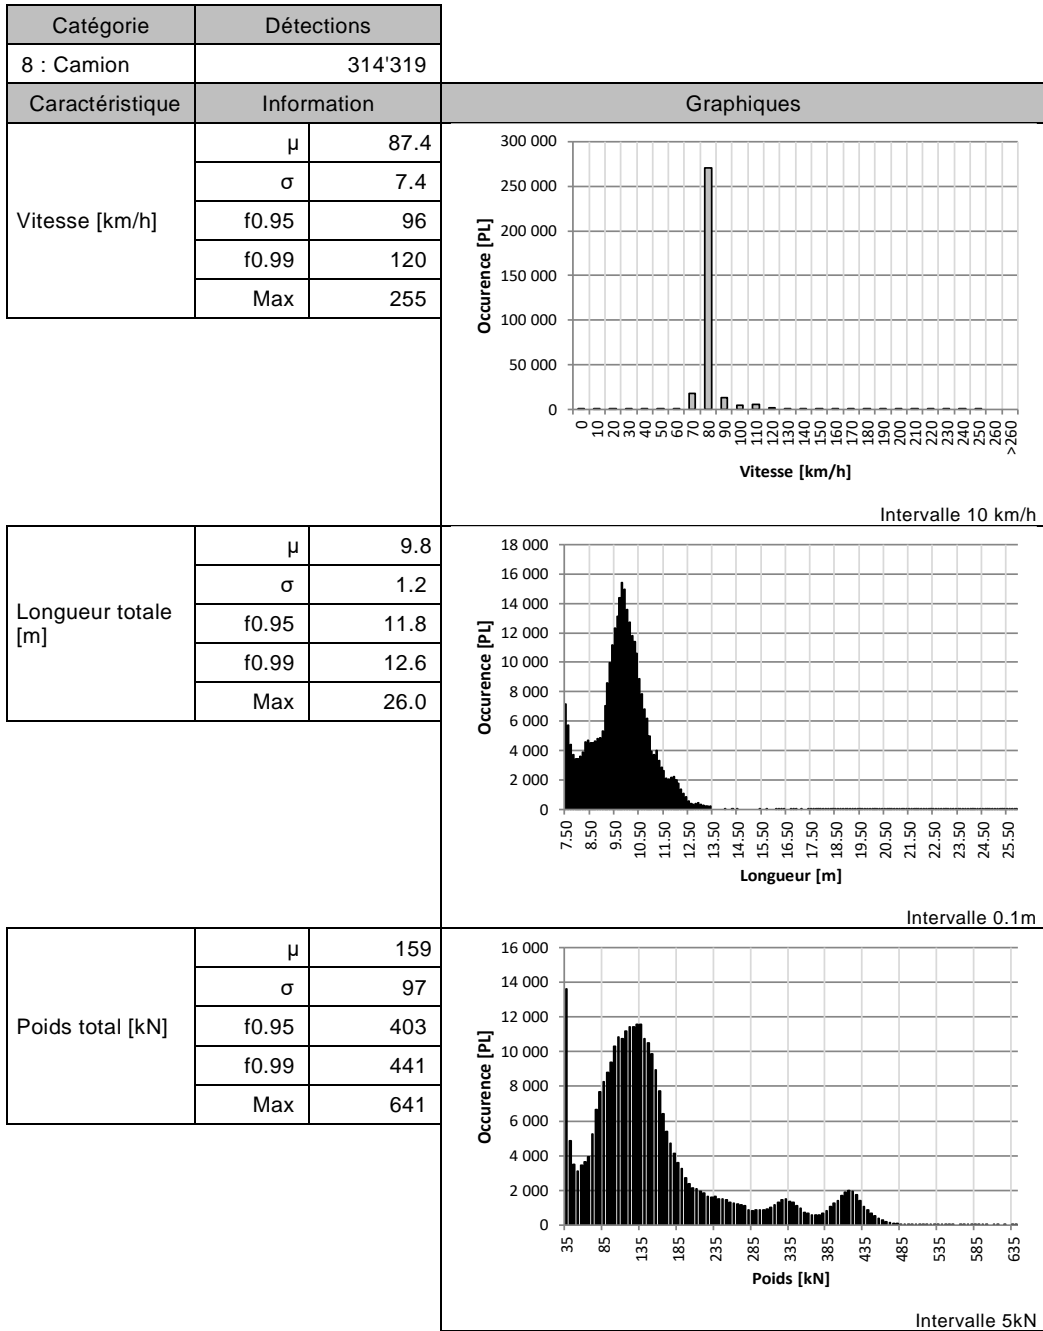 Catégorie Détections
8 : Camion 314'319
Caractéristique Information Graphiques
Vitesse [km/h]
µ 87.4
σ 7.4
f0.95 96
f0.99 120
Max 255
300 000
250 000
200 000
150 000
100 000
50 000
0
Occurence [PL]
0 10 20 30 40 50 60 70 80 90 100 110 120 130 140 150 160 170 180 190 200 210 220 230 240 250 260 >260
Vitesse [km/h]
Intervalle 10 km/h
Longueur totale
[m]
µ 9.8
σ 1.2
f0.95 11.8
f0.99 12.6
Max 26.0
18 000
16 000
14 000
12 000
10 000
8 000
6 000
4 000
2 000
0
Occurence [PL]
7.50 8.50 9.50 10.50 11.50 12.50 13.50 14.50 15.50 16.50 17.50 18.50 19.50 20.50 21.50 22.50 23.50 24.50 25.50
Longueur [m]
Intervalle 0.1m
Poids total [kN]
µ 159
σ 97
f0.95 403
f0.99 441
Max 641
16 000
14 000
12 000
10 000
8 000
6 000
4 000
2 000
0
Occurence [PL]
35 85 135 185 235 285 335 385 435 485 535 585 635
Poids [kN]
Intervalle 5kN